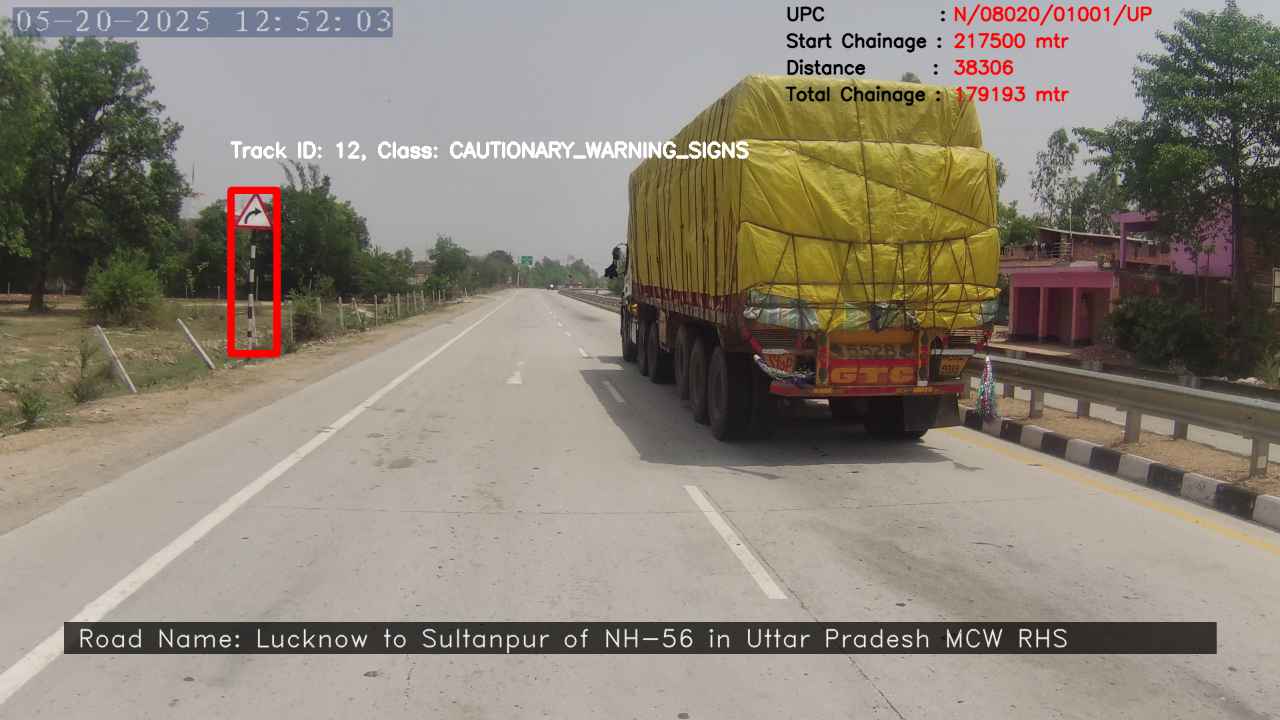 05-20-2025 12:52:03
UPC : N/08020/01001/UP
Start Chainage : 217500 mtr
Distance : 38306
Total Chainage : 179193 mtr
Track ID: 12, Class: CAUTIONARY_WARNING_SIGNS
GTC
Road Name: Lucknow to Sultanpur of NH-56 in Uttar Pradesh MCW RHS